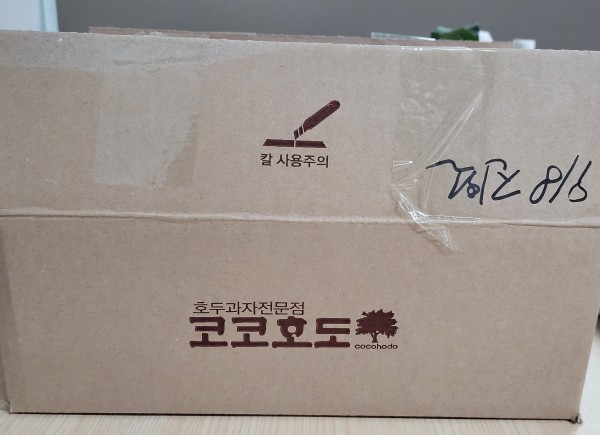 칼 사용주의
호두과자전문점
코코호도
cocohodo